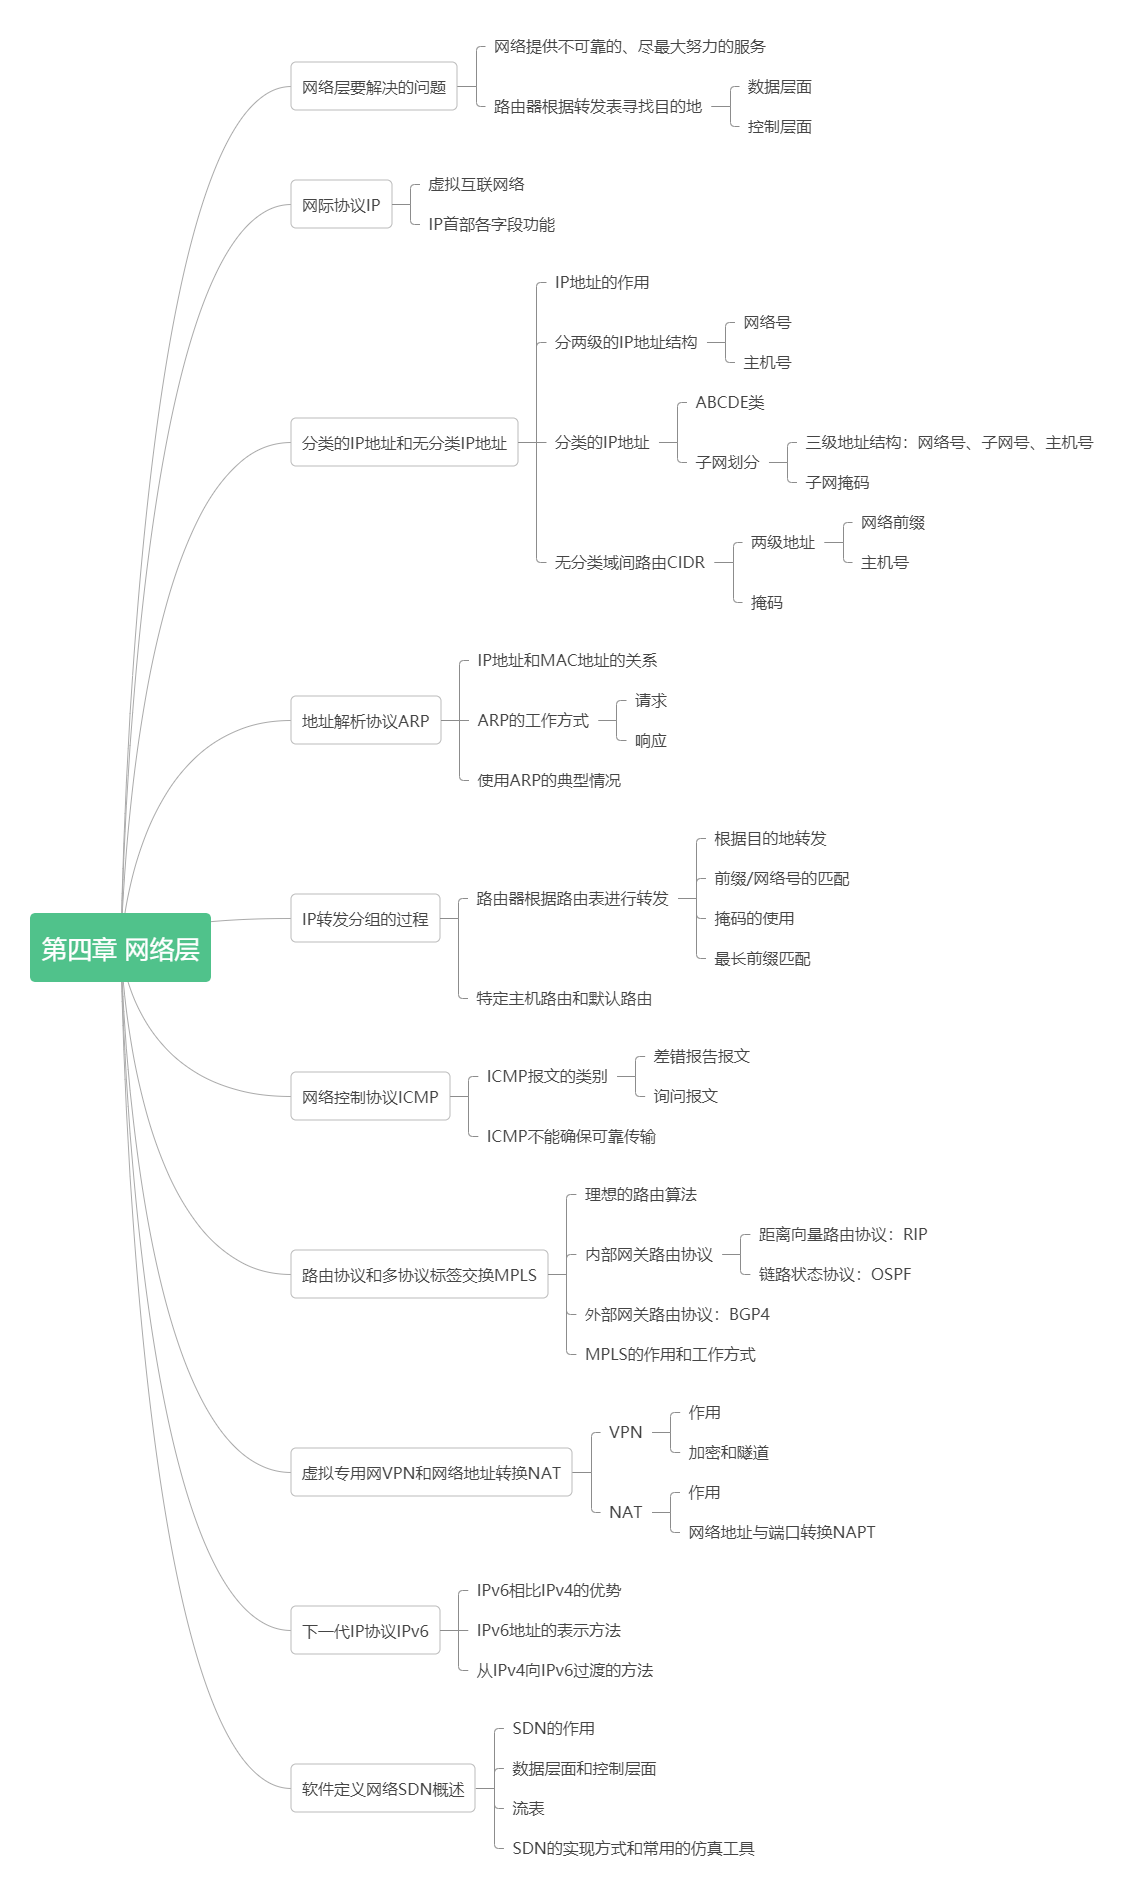 第四章 网络层
网络层要解决的问题
网络提供不可靠的、尽最大努力的服务
路由器根据转发表寻找目的地
数据层面
控制层面
网际协议IP
虚拟互联网络
IP首部各字段功能
分类的IP地址和无分类IP地址
IP地址的作用
分两级的IP地址结构
网络号
主机号
分类的IP地址
ABCDE类
子网划分
三级地址结构：网络号、子网号、主机号
子网掩码
无分类域间路由CIDR
两级地址
网络前缀
主机号
掩码
地址解析协议ARP
IP地址和MAC地址的关系
ARP的工作方式
请求
响应
使用ARP的典型情况
IP转发分组的过程
路由器根据路由表进行转发
根据目的地转发
前缀/网络号的匹配
掩码的使用
最长前缀匹配
特定主机路由和默认路由
网络控制协议ICMP
ICMP报文的类别
差错报告报文
询问报文
ICMP不能确保可靠传输
路由协议和多协议标签交换MPLS
理想的路由算法
内部网关路由协议
距离向量路由协议：RIP
链路状态协议：OSPF
外部网关路由协议：BGP4
MPLS的作用和工作方式
虚拟专用网VPN和网络地址转换NAT
VPN
作用
加密和隧道
NAT
作用
网络地址与端口转换NAPT
下一代IP协议IPv6
IPv6相比IPv4的优势
IPv6地址的表示方法
从IPv4向IPv6过渡的方法
软件定义网络SDN概述
SDN的作用
数据层面和控制层面
流表
SDN的实现方式和常用的仿真工具